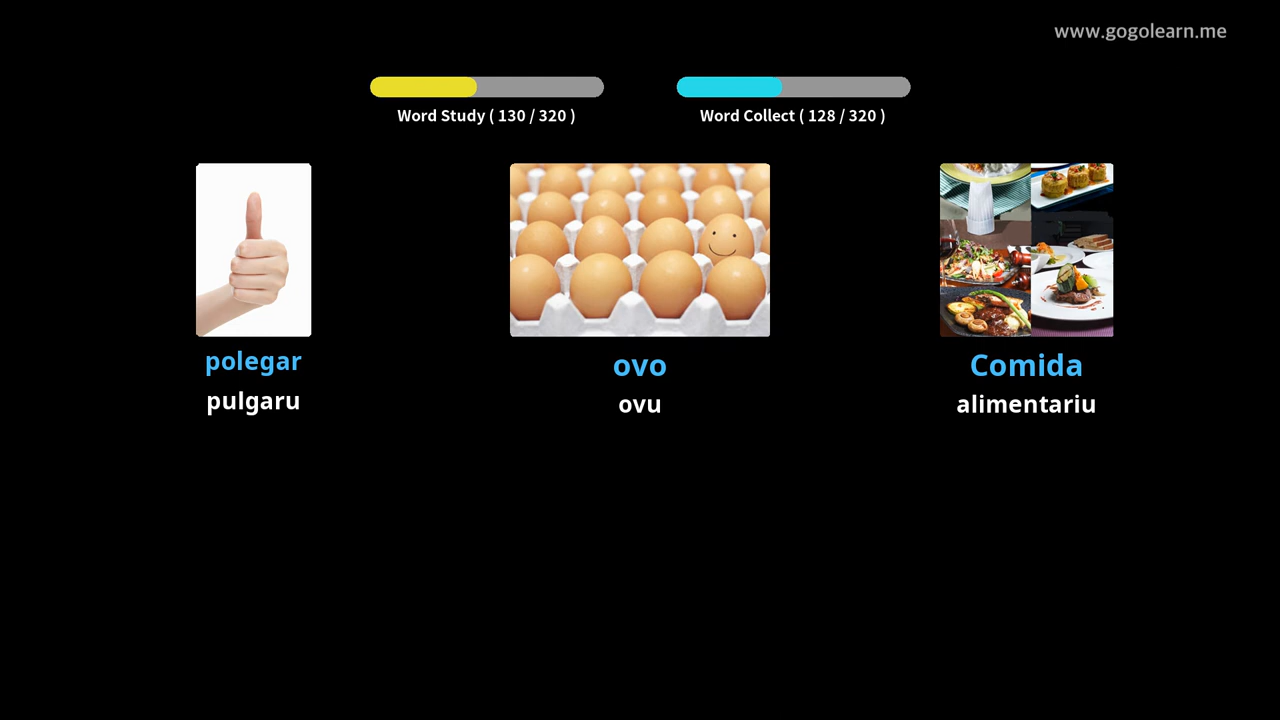 www.gogolearn.me
Word Study ( 130 / 320 )
Word Collect ( 128 / 320 )
polegar
pulgaru
ovo
ovu
Comida
alimentariu